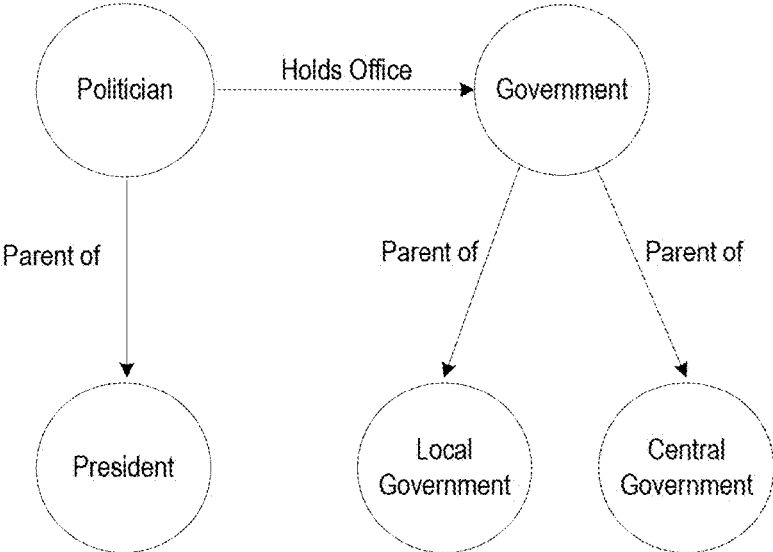 Politician
Holds Office
Government
Parent of
Parent of
Parent of
President
Local
Government
Central
Government